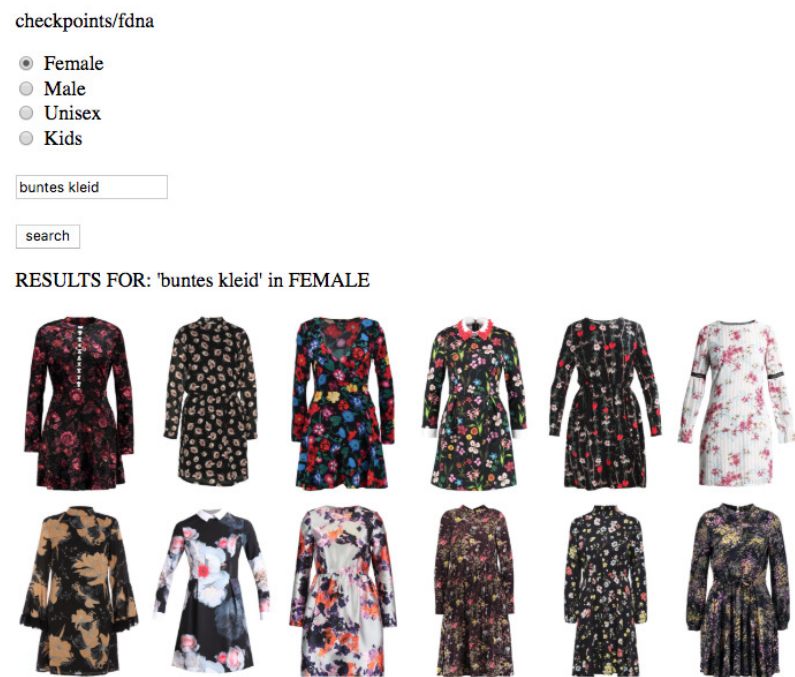 checkpoints/fdna
Female
Male
Unisex
Kids
buntes kleid
search
RESULTS FOR: 'buntes kleid' in FEMALE